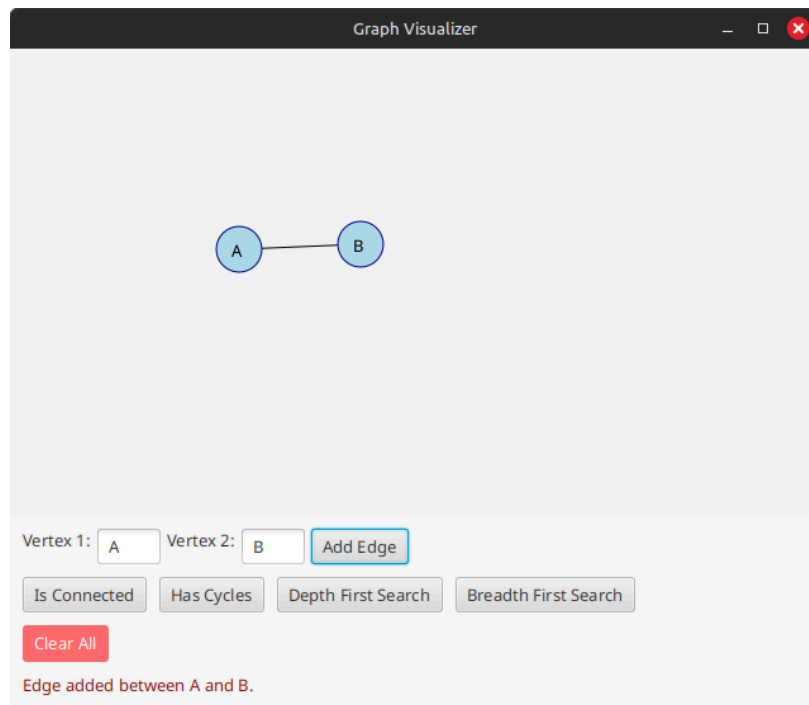 Graph Visualizer
A B
Vertex 1: A Vertex 2: B Add Edge
Is Connected Has Cycles Depth First Search Breadth First Search
Clear All
Edge added between A and B.